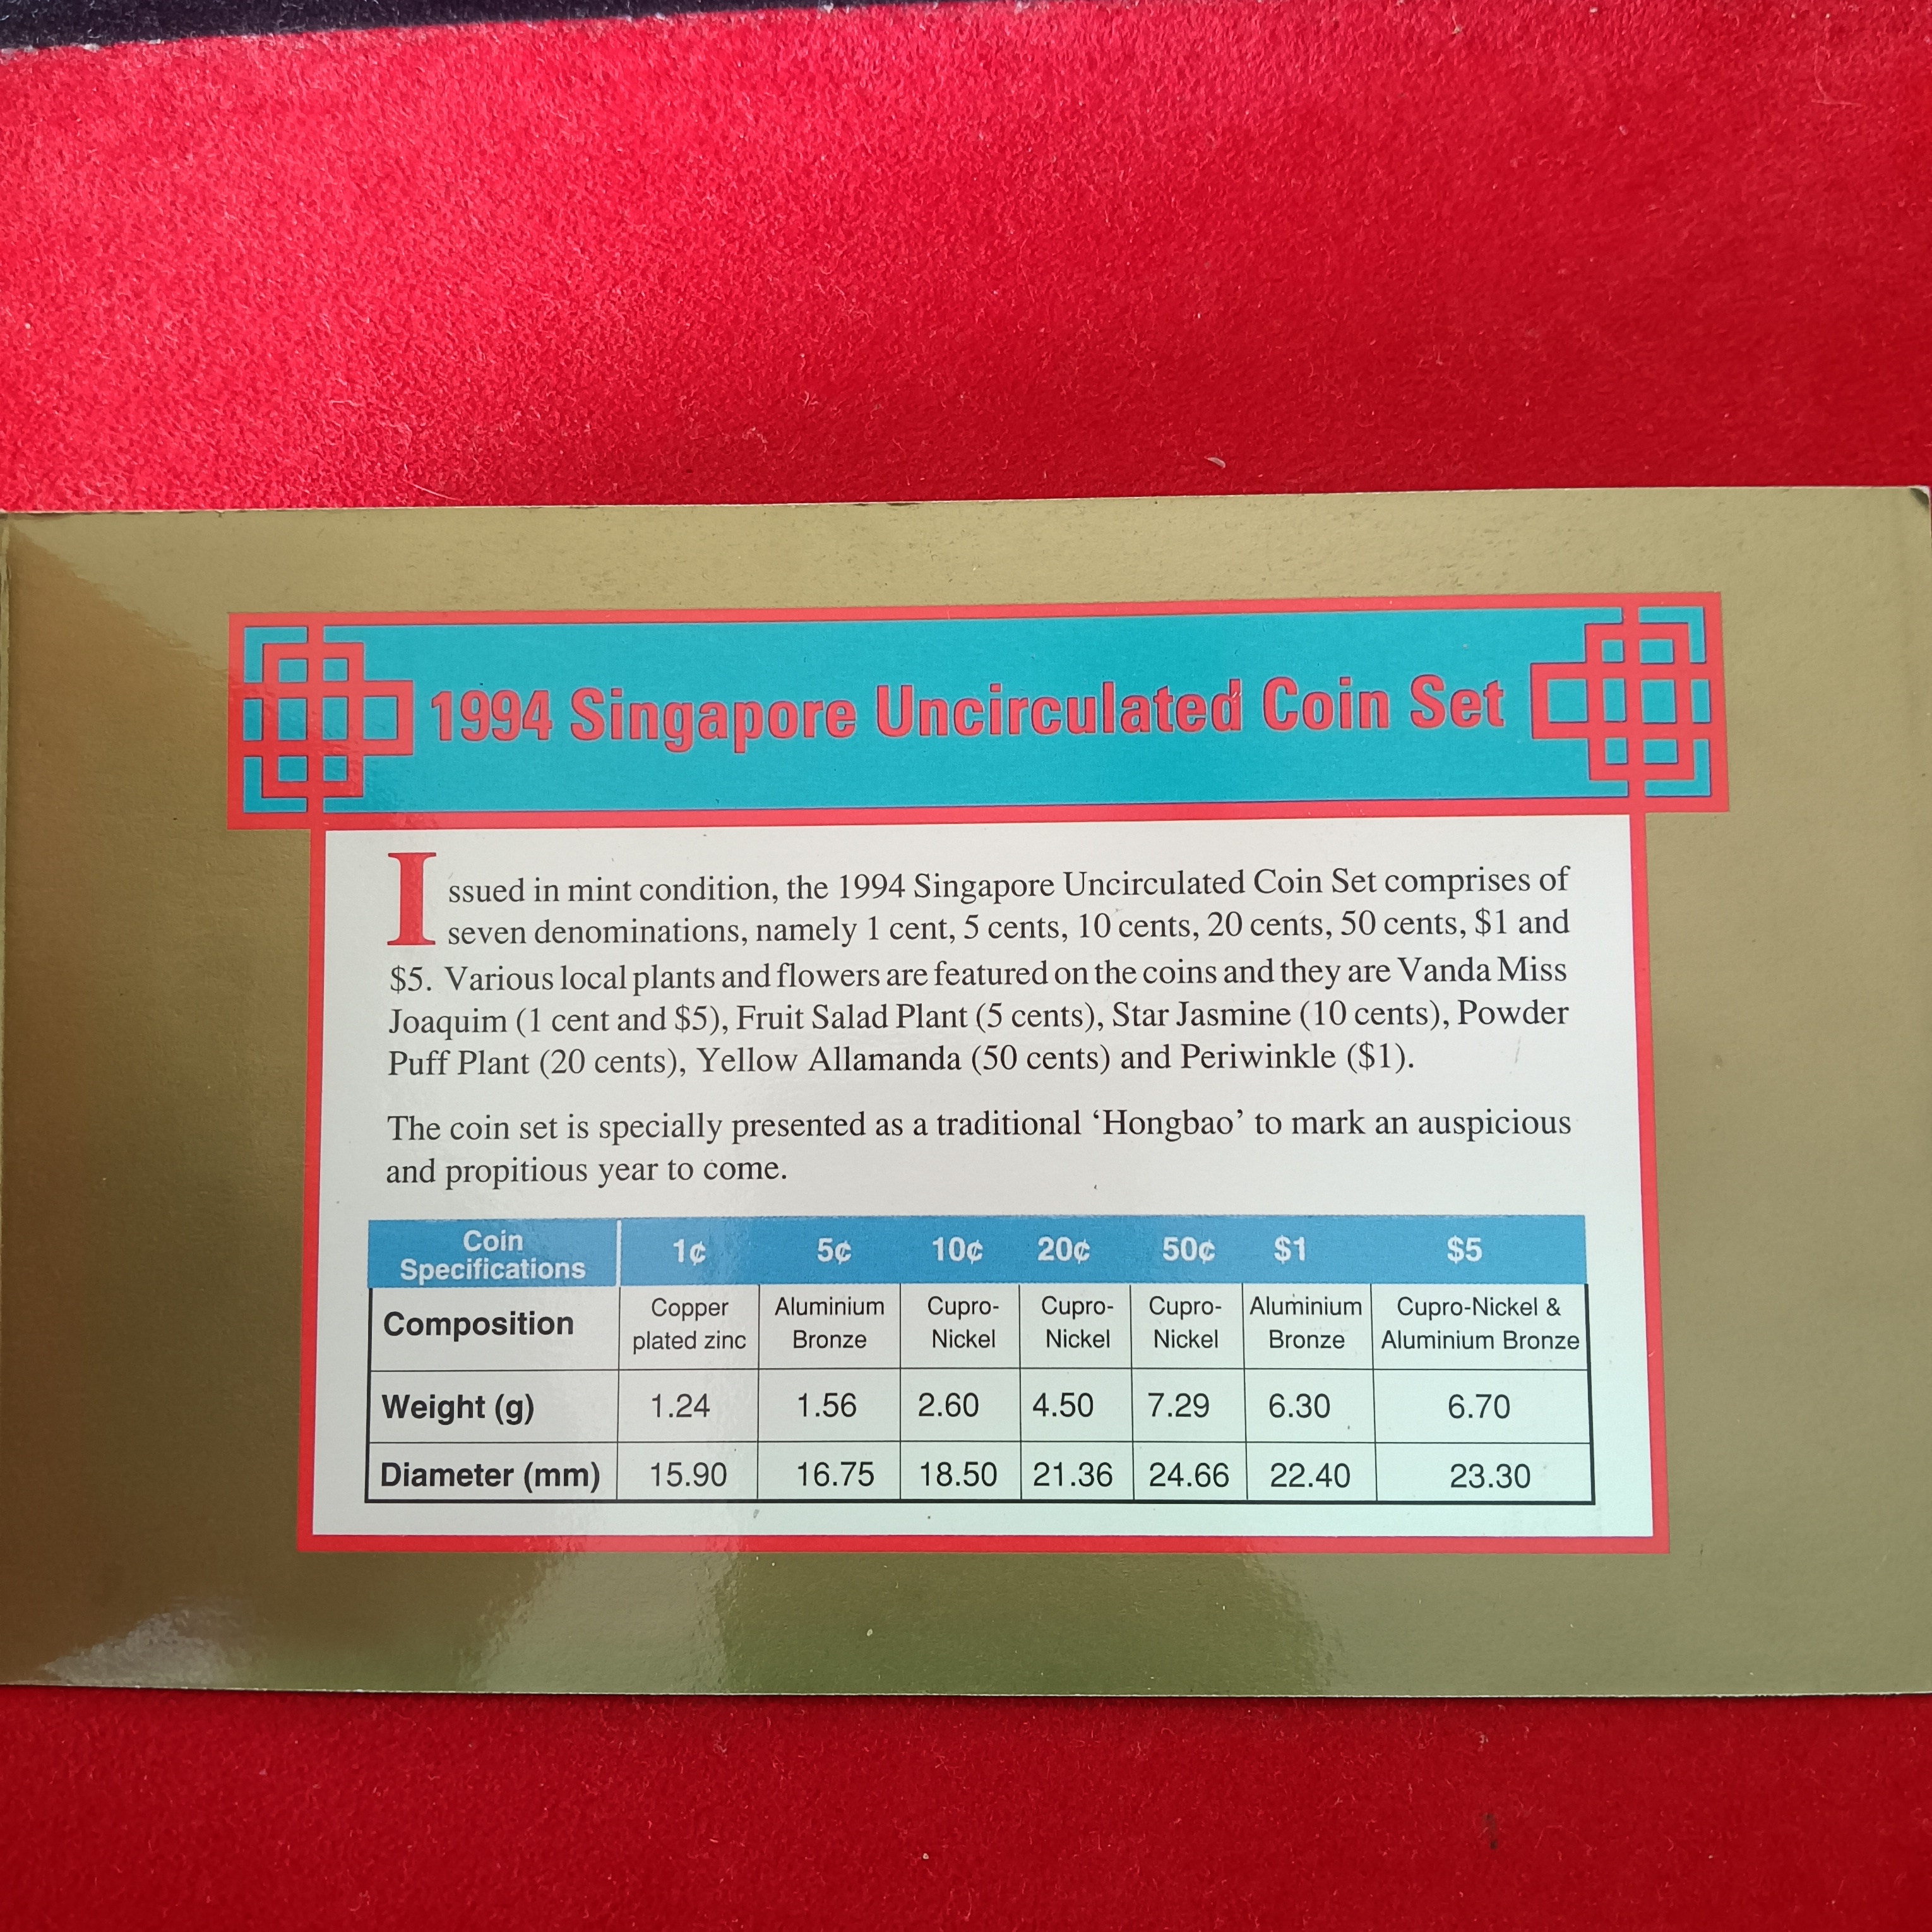 1994 Singapore Uncirculated Coin Set
Issued in mint condition, the 1994 Singapore Uncirculated Coin Set comprises of
seven denominations, namely 1 cent, 5 cents, 10 cents, 20 cents, 50 cents, $1 and
$5. Various local plants and flowers are featured on the coins and they are Vanda Miss
Joaquim (1 cent and $5), Fruit Salad Plant (5 cents), Star Jasmine (10 cents), Powder
Puff Plant (20 cents), Yellow Allamanda (50 cents) and Periwinkle ($1).
The coin set is specially presented as a traditional ‘Hongbao’ to mark an auspicious
and propitious year to come.
Coin Specifications 1¢ 5¢ 10¢ 20¢ 50¢ $1 $5
Composition Copper plated zinc Aluminium Bronze Cupro-Nickel Cupro-Nickel Cupro-Nickel Aluminium Bronze Cupro-Nickel & Aluminium Bronze
Weight (g) 1.24 1.56 2.60 4.50 7.29 6.30 6.70
Diameter (mm) 15.90 16.75 18.50 21.36 24.66 22.40 23.30